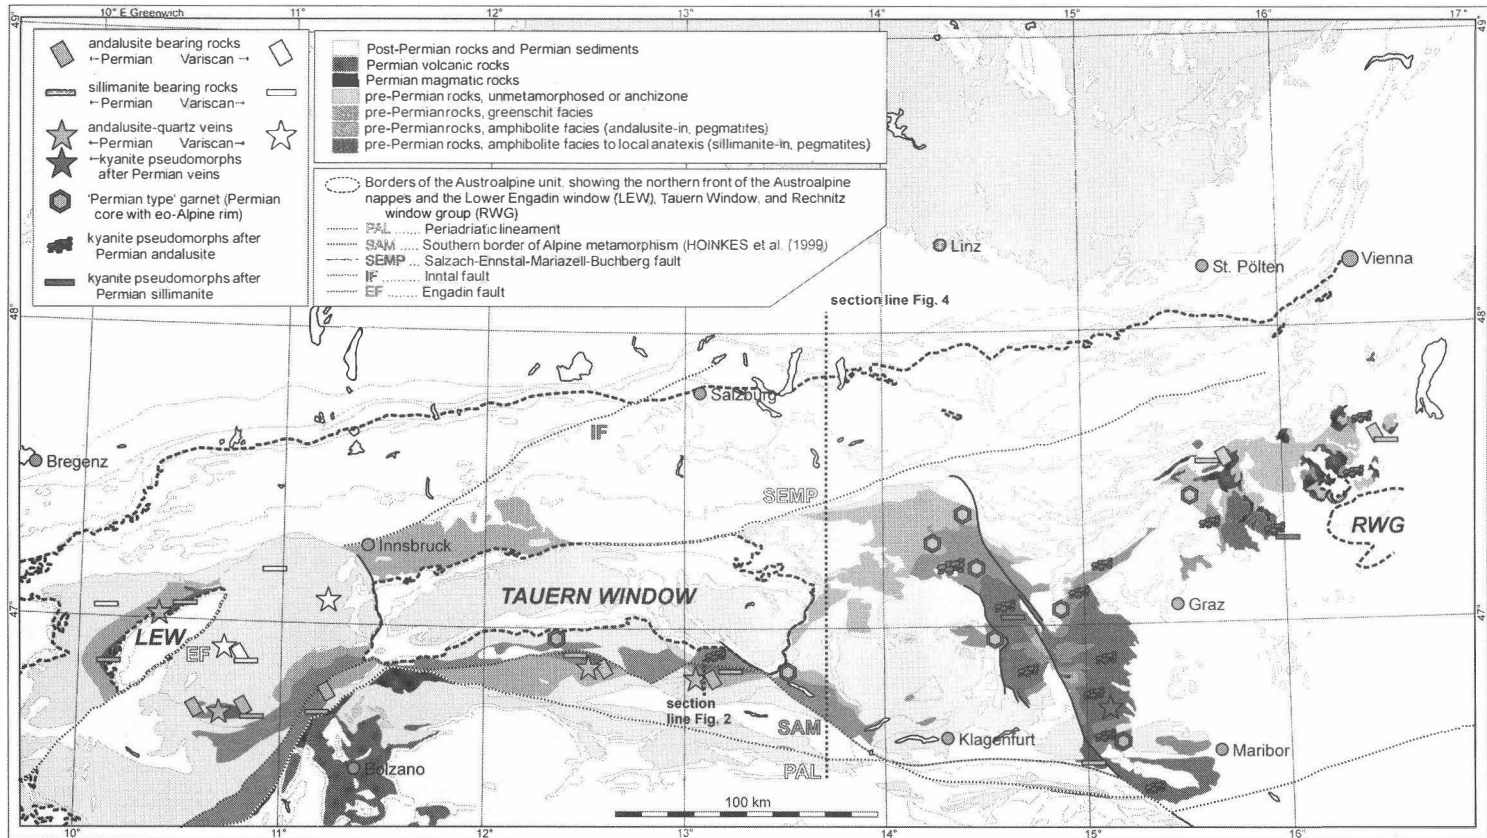 10° E Greenwich
11°
12°
13°
14°
15°
16°
17°
49°
49°
andalusite bearing rocks
←Permian Variscan→
sillimanite bearing rocks
←Permian Variscan→
andalusite-quartz veins
←Permian Variscan→
←kyanite pseudomorphs
after Permian veins
'Permian type' garnet (Permian
core with eo-Alpine rim)
kyanite pseudomorphs after
Permian andalusite
kyanite pseudomorphs after
Permian sillimanite
Post-Permian rocks and Permian sediments
Permian volcanic rocks
Permian magmatic rocks
pre-Permian rocks, unmetamorphosed or anchizone
pre-Permian rocks, greenschit facies
pre-Permian rocks, amphibolite facies (andalusite-in, pegmatites)
pre-Permian rocks, amphibolite facies to local anatexis (sillimanite-in, pegmatites)
Borders of the Austroalpine unit, showing the northern front of the Austroalpine
nappes and the Lower Engadin window (LEW), Tauern Window, and Rechnitz
window group (RWG)
PAL ..... Periadriatic lineament
SAM ..... Southern border of Alpine metamorphism (HOINKES et al. (1999)
SEMP ... Salzach-Ennstal-Mariazell-Buchberg fault
IF ........ Inntal fault
EF ....... Engadin fault
Linz
St. Pölten
Vienna
section line Fig. 4
48°
48°
Salzburg
IF
Bregenz
SEMP
RWG
Innsbruck
TAUERN WINDOW
47°
47°
Graz
LEW
EF
section
line Fig. 2
SAM
Klagenfurt
Maribor
PAL
Bolzano
100 km
10°
11°
12°
13°
14°
15°
16°